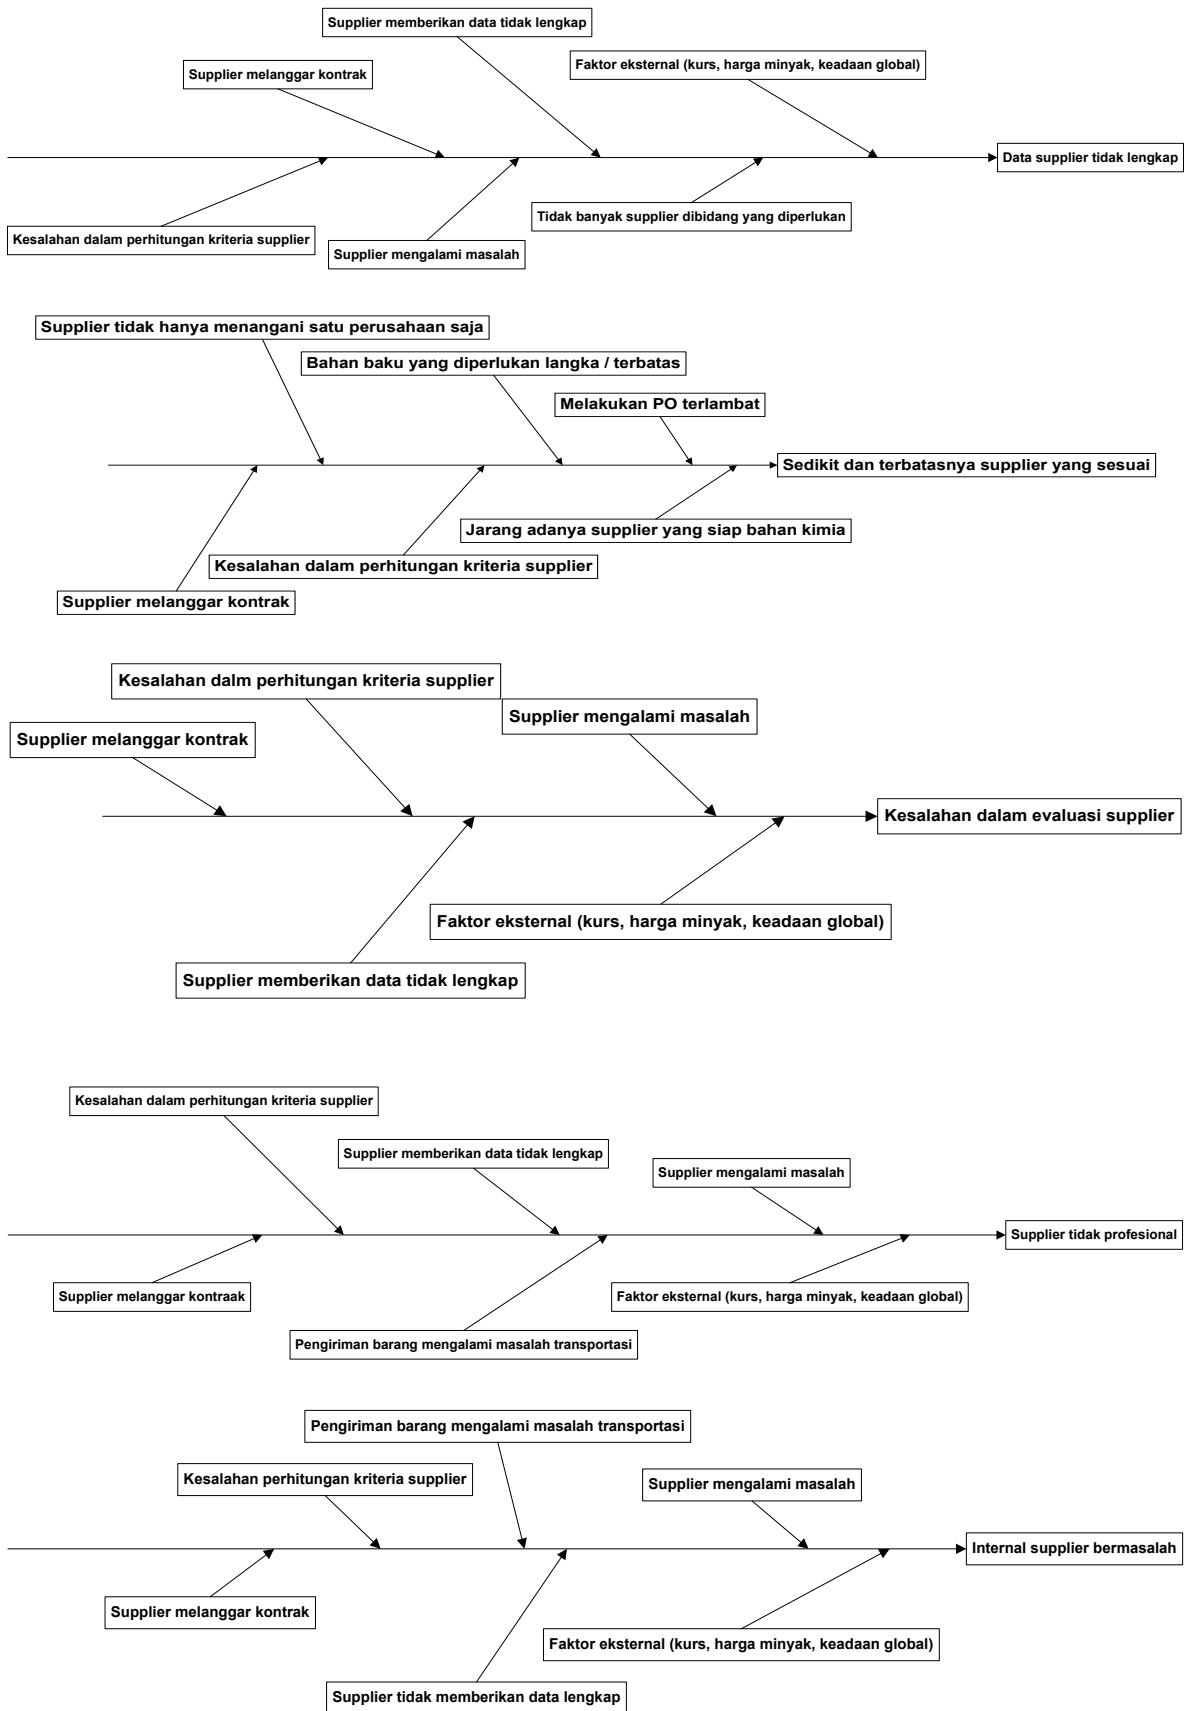 Supplier memberikan data tidak lengkap
Faktor eksternal (kurs, harga minyak, keadaan global)
Supplier melanggar kontrak
Data supplier tidak lengkap
Tidak banyak supplier dibidang yang diperlukan
Kesalahan dalam perhitungan kriteria supplier
Supplier mengalami masalah
Supplier tidak hanya menangani satu perusahaan saja
Bahan baku yang diperlukan langka / terbatas
Melakukan PO terlambat
Sedikit dan terbatasnya supplier yang sesuai
Jarang adanya supplier yang siap bahan kimia
Kesalahan dalam perhitungan kriteria supplier
Supplier melanggar kontrak
Kesalahan dalm perhitungan kriteria supplier
Supplier mengalami masalah
Supplier melanggar kontrak
Kesalahan dalam evaluasi supplier
Faktor eksternal (kurs, harga minyak, keadaan global)
Supplier memberikan data tidak lengkap
Kesalahan dalam perhitungan kriteria supplier
Supplier memberikan data tidak lengkap
Supplier mengalami masalah
Supplier tidak profesional
Supplier melanggar kontraak
Faktor eksternal (kurs, harga minyak, keadaan global)
Pengiriman barang mengalami masalah transportasi
Pengiriman barang mengalami masalah transportasi
Kesalahan perhitungan kriteria supplier
Supplier mengalami masalah
Internal supplier bermasalah
Supplier melanggar kontrak
Faktor eksternal (kurs, harga minyak, keadaan global)
Supplier tidak memberikan data lengkap